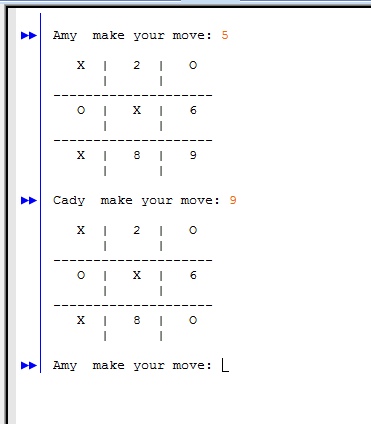 Amy  make your move: 5
X | 2 | O
| |
--------------------
O | X | 6
| |
--------------------
X | 8 | 9
| |
Cady  make your move: 9
X | 2 | O
| |
--------------------
O | X | 6
| |
--------------------
X | 8 | O
| |
Amy  make your move: